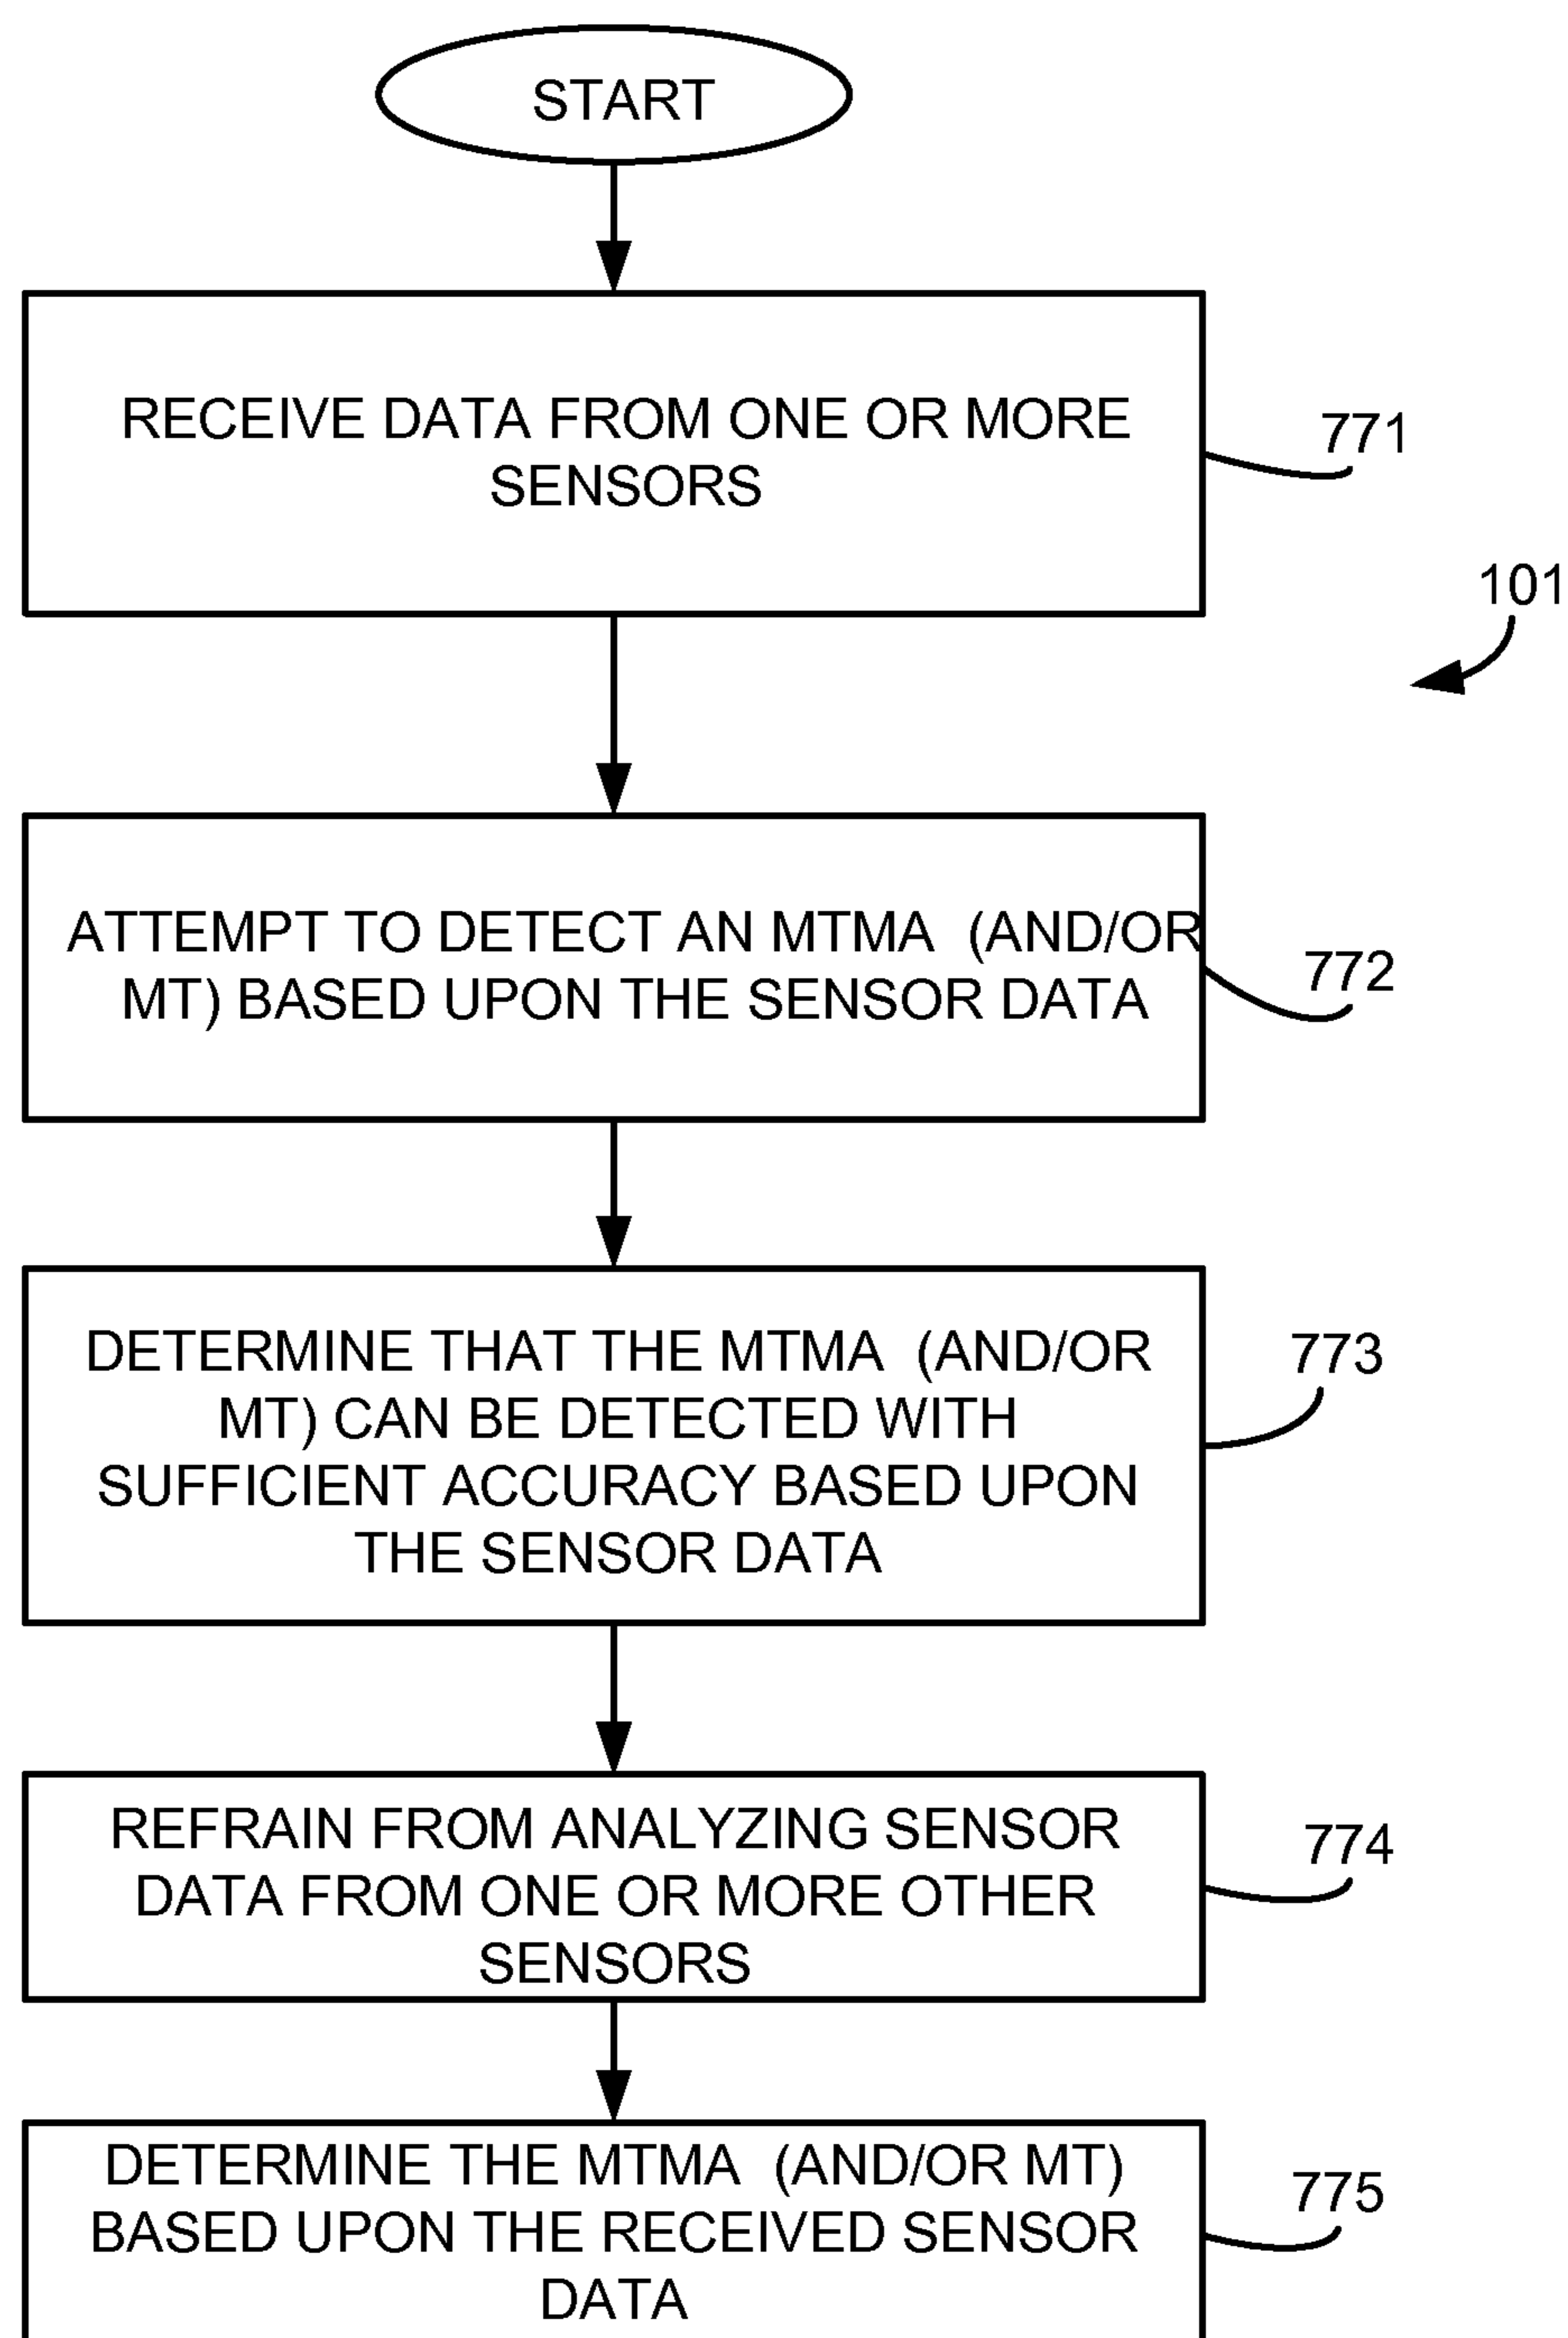 START
RECEIVE DATA FROM ONE OR MORE
SENSORS
771
101
ATTEMPT TO DETECT AN MTMA (AND/OR
MT) BASED UPON THE SENSOR DATA
772
DETERMINE THAT THE MTMA (AND/OR
MT) CAN BE DETECTED WITH
SUFFICIENT ACCURACY BASED UPON
THE SENSOR DATA
773
REFRAIN FROM ANALYZING SENSOR
DATA FROM ONE OR MORE OTHER
SENSORS
774
DETERMINE THE MTMA (AND/OR MT)
BASED UPON THE RECEIVED SENSOR
DATA
775